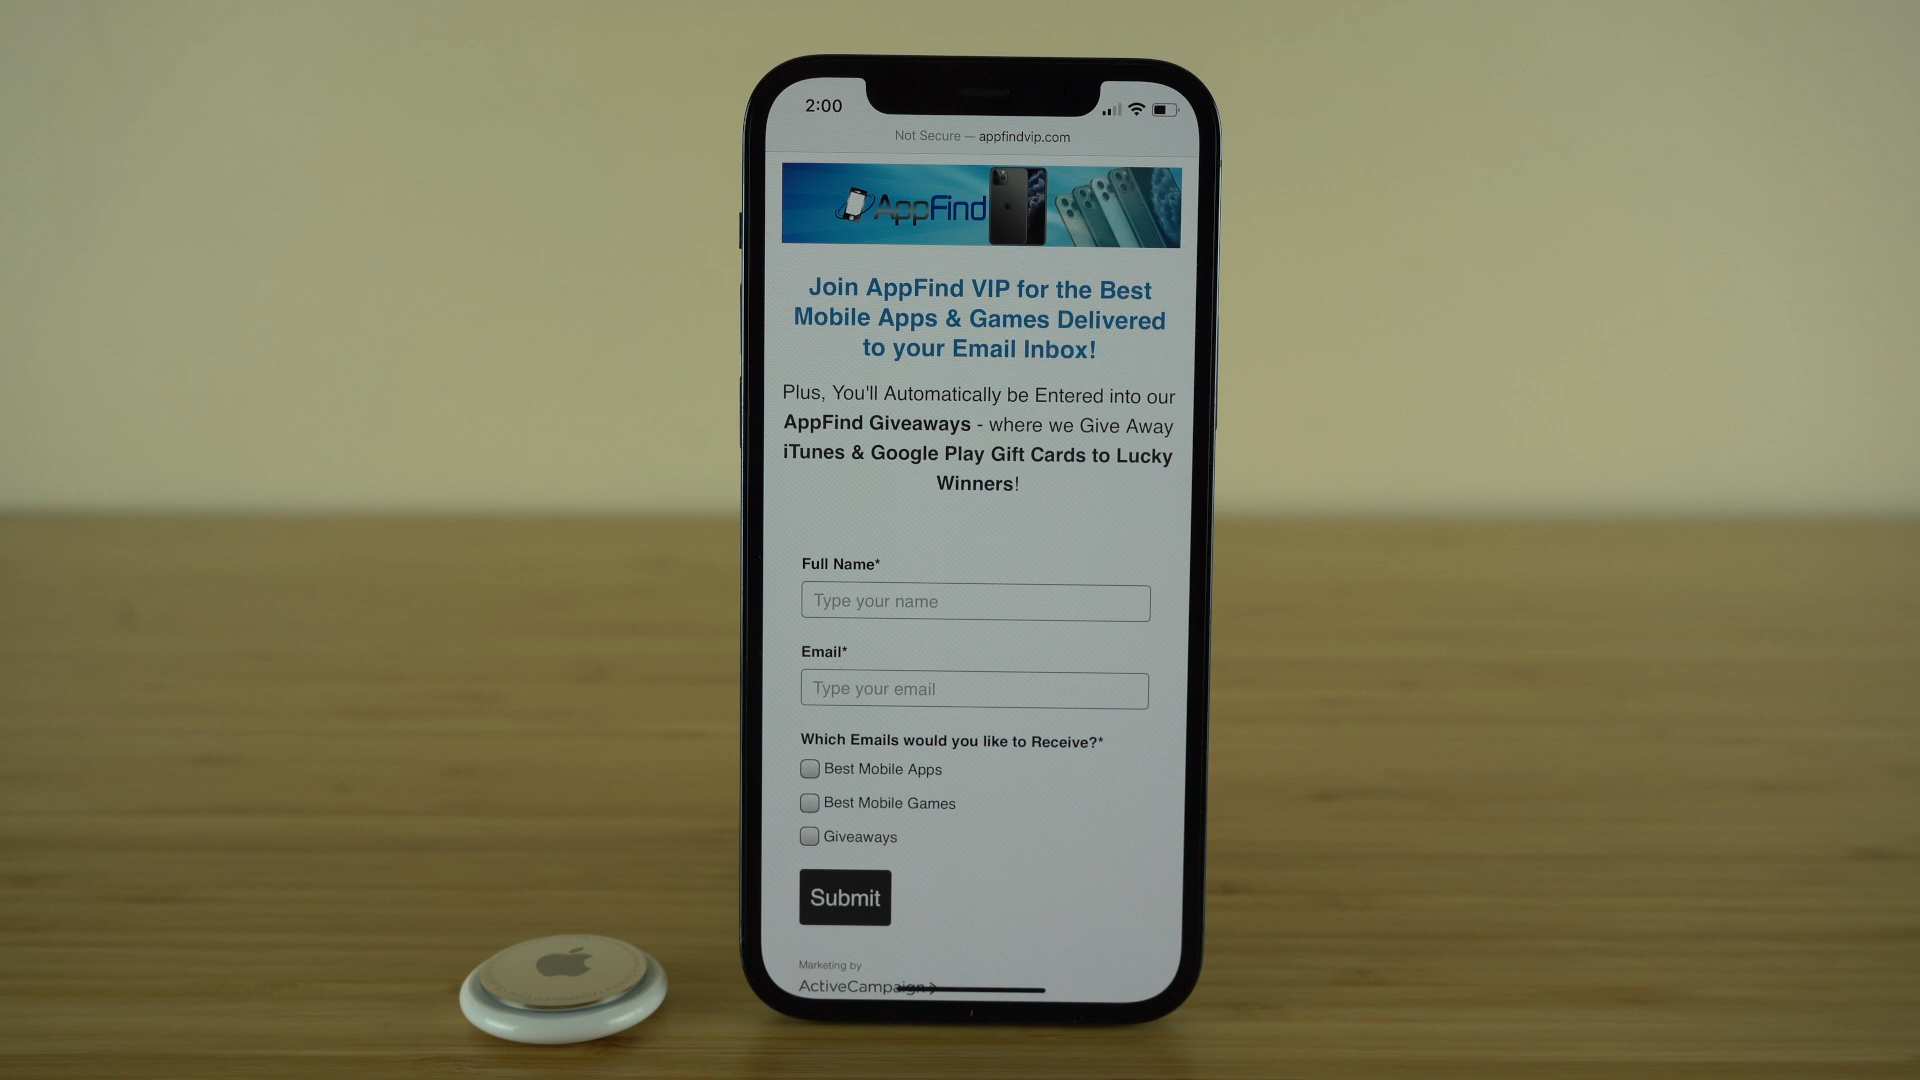 2:00
Not Secure — appfindvip.com
AppFind
Join AppFind VIP for the Best
Mobile Apps & Games Delivered
to your Email Inbox!
Plus, You'll Automatically be Entered into our
AppFind Giveaways - where we Give Away
iTunes & Google Play Gift Cards to Lucky
Winners!
Full Name*
Type your name
Email*
Type your email
Which Emails would you like to Receive?*
Best Mobile Apps
Best Mobile Games
Giveaways
Submit
Marketing by
ActiveCampaign >